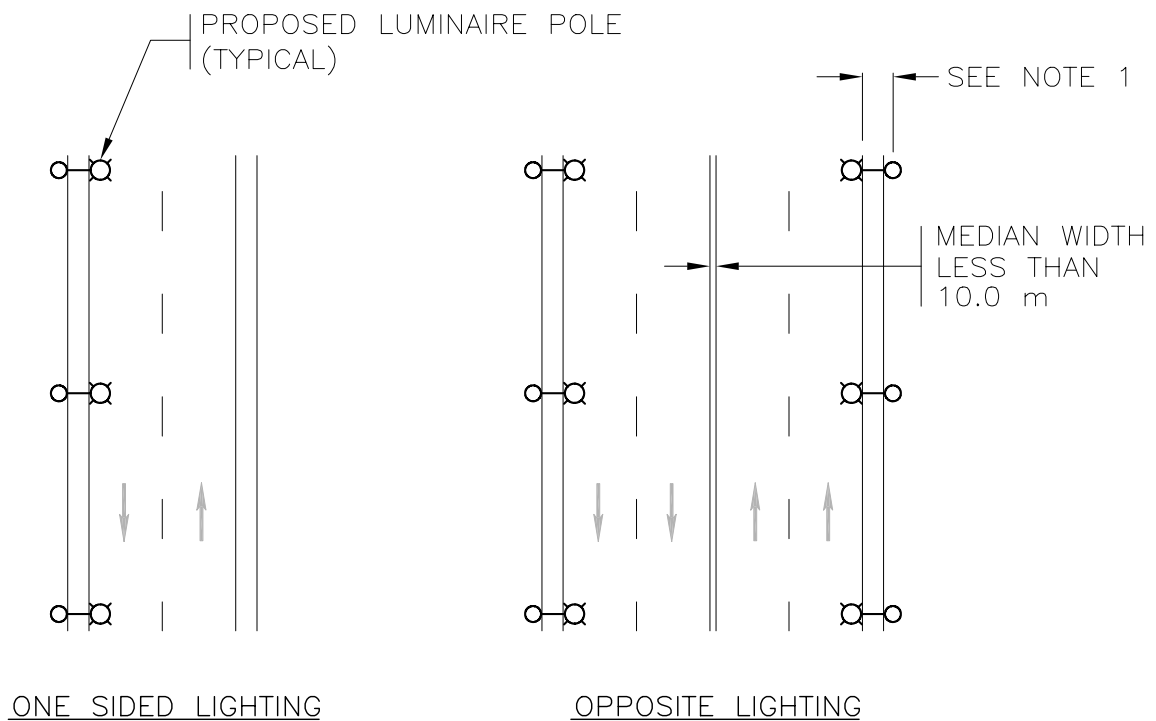 PROPOSED LUMINAIRE POLE
(TYPICAL)
SEE NOTE 1
MEDIAN WIDTH
LESS THAN
10.0 m
ONE SIDED LIGHTING
OPPOSITE LIGHTING